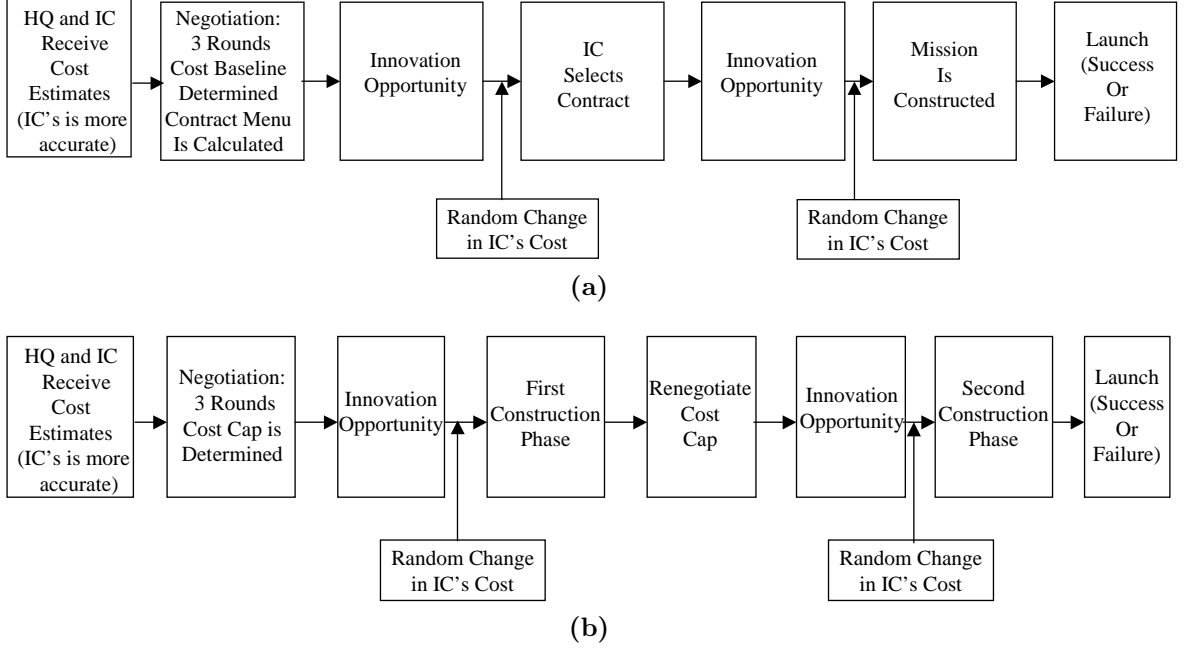 HQ and IC
Receive
Cost
Estimates
(IC's is more
accurate)
Negotiation:
3 Rounds
Cost Baseline
Determined
Contract Menu
Is Calculated
Innovation
Opportunity
IC
Selects
Contract
Innovation
Opportunity
Mission
Is
Constructed
Launch
(Success
Or
Failure)
Random Change
in IC's Cost
Random Change
in IC's Cost
(a)
HQ and IC
Receive
Cost
Estimates
(IC's is more
accurate)
Negotiation:
3 Rounds
Cost Cap is
Determined
Innovation
Opportunity
First
Construction
Phase
Renegotiate
Cost
Cap
Innovation
Opportunity
Second
Construction
Phase
Launch
(Success
Or
Failure)
Random Change
in IC's Cost
Random Change
in IC's Cost
(b)